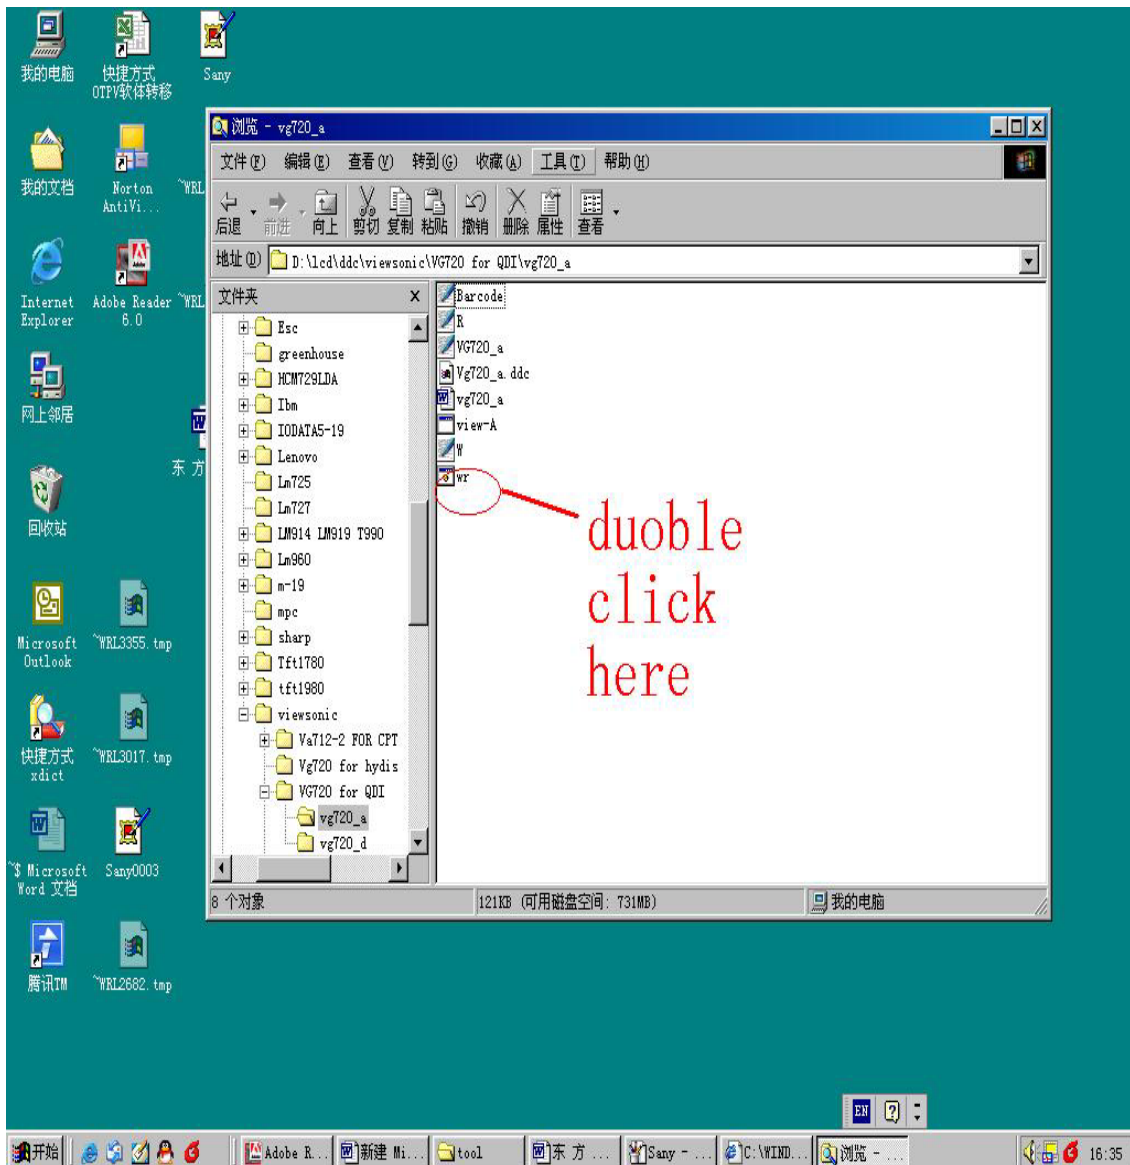 我的电脑
快捷方式
OTPV软体转移
Sany
我的文档
Norton
AntiVi...
~WRL
Internet
Explorer
Adobe Reader
6.0
~WRL
网上邻居
东 方
回收站
Microsoft
Outlook
~WRL3355.tmp
快捷方式
xdict
~WRL3017.tmp
~$ Microsoft
Word 文档
Sany0003
腾讯TM
~WRL2682.tmp
浏览 - vg720_a
文件(F) 编辑(E) 查看(V) 转到(G) 收藏(A) 工具(T) 帮助(H)
后退 前进 向上 剪切 复制 粘贴 撤销 删除 属性 查看
地址(D) D:\lcd\ddc\viewsonic\VG720 for QDI\vg720_a
文件夹
Esc
greenhouse
HCM729LDA
Ibm
IODATA5-19
Lenovo
Lm725
Lm727
LM914 LM919 T990
Lm960
m-19
mpc
sharp
Tft1780
tft1980
viewsonic
Va712-2 FOR CPT
Vg720 for hydis
VG720 for QDI
vg720_a
vg720_d
Barcode
R
VG720_a
Vg720_a.ddc
vg720_a
view-A
W
wr
duoble
click
here
8 个对象 121KB (可用磁盘空间: 731MB) 我的电脑
EN
开始 Adobe R... 新建 Mi... tool 东 方 ... Sany - ... C:\WIND... 浏览 - ... 16:35